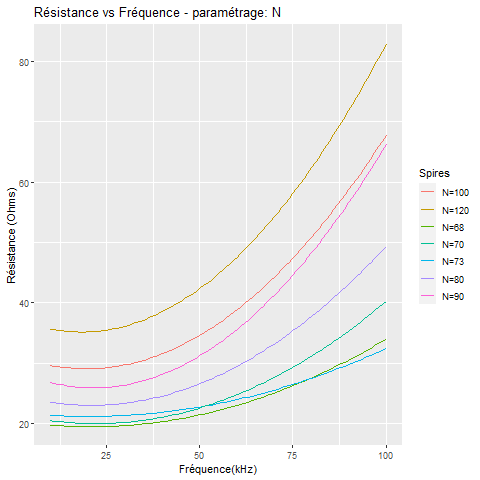 Résistance vs Fréquence - paramétrage: N
Résistance (Ohms)
80
60
40
20
25
50
75
100
Fréquence(kHz)
Spires
N=100
N=120
N=68
N=70
N=73
N=80
N=90